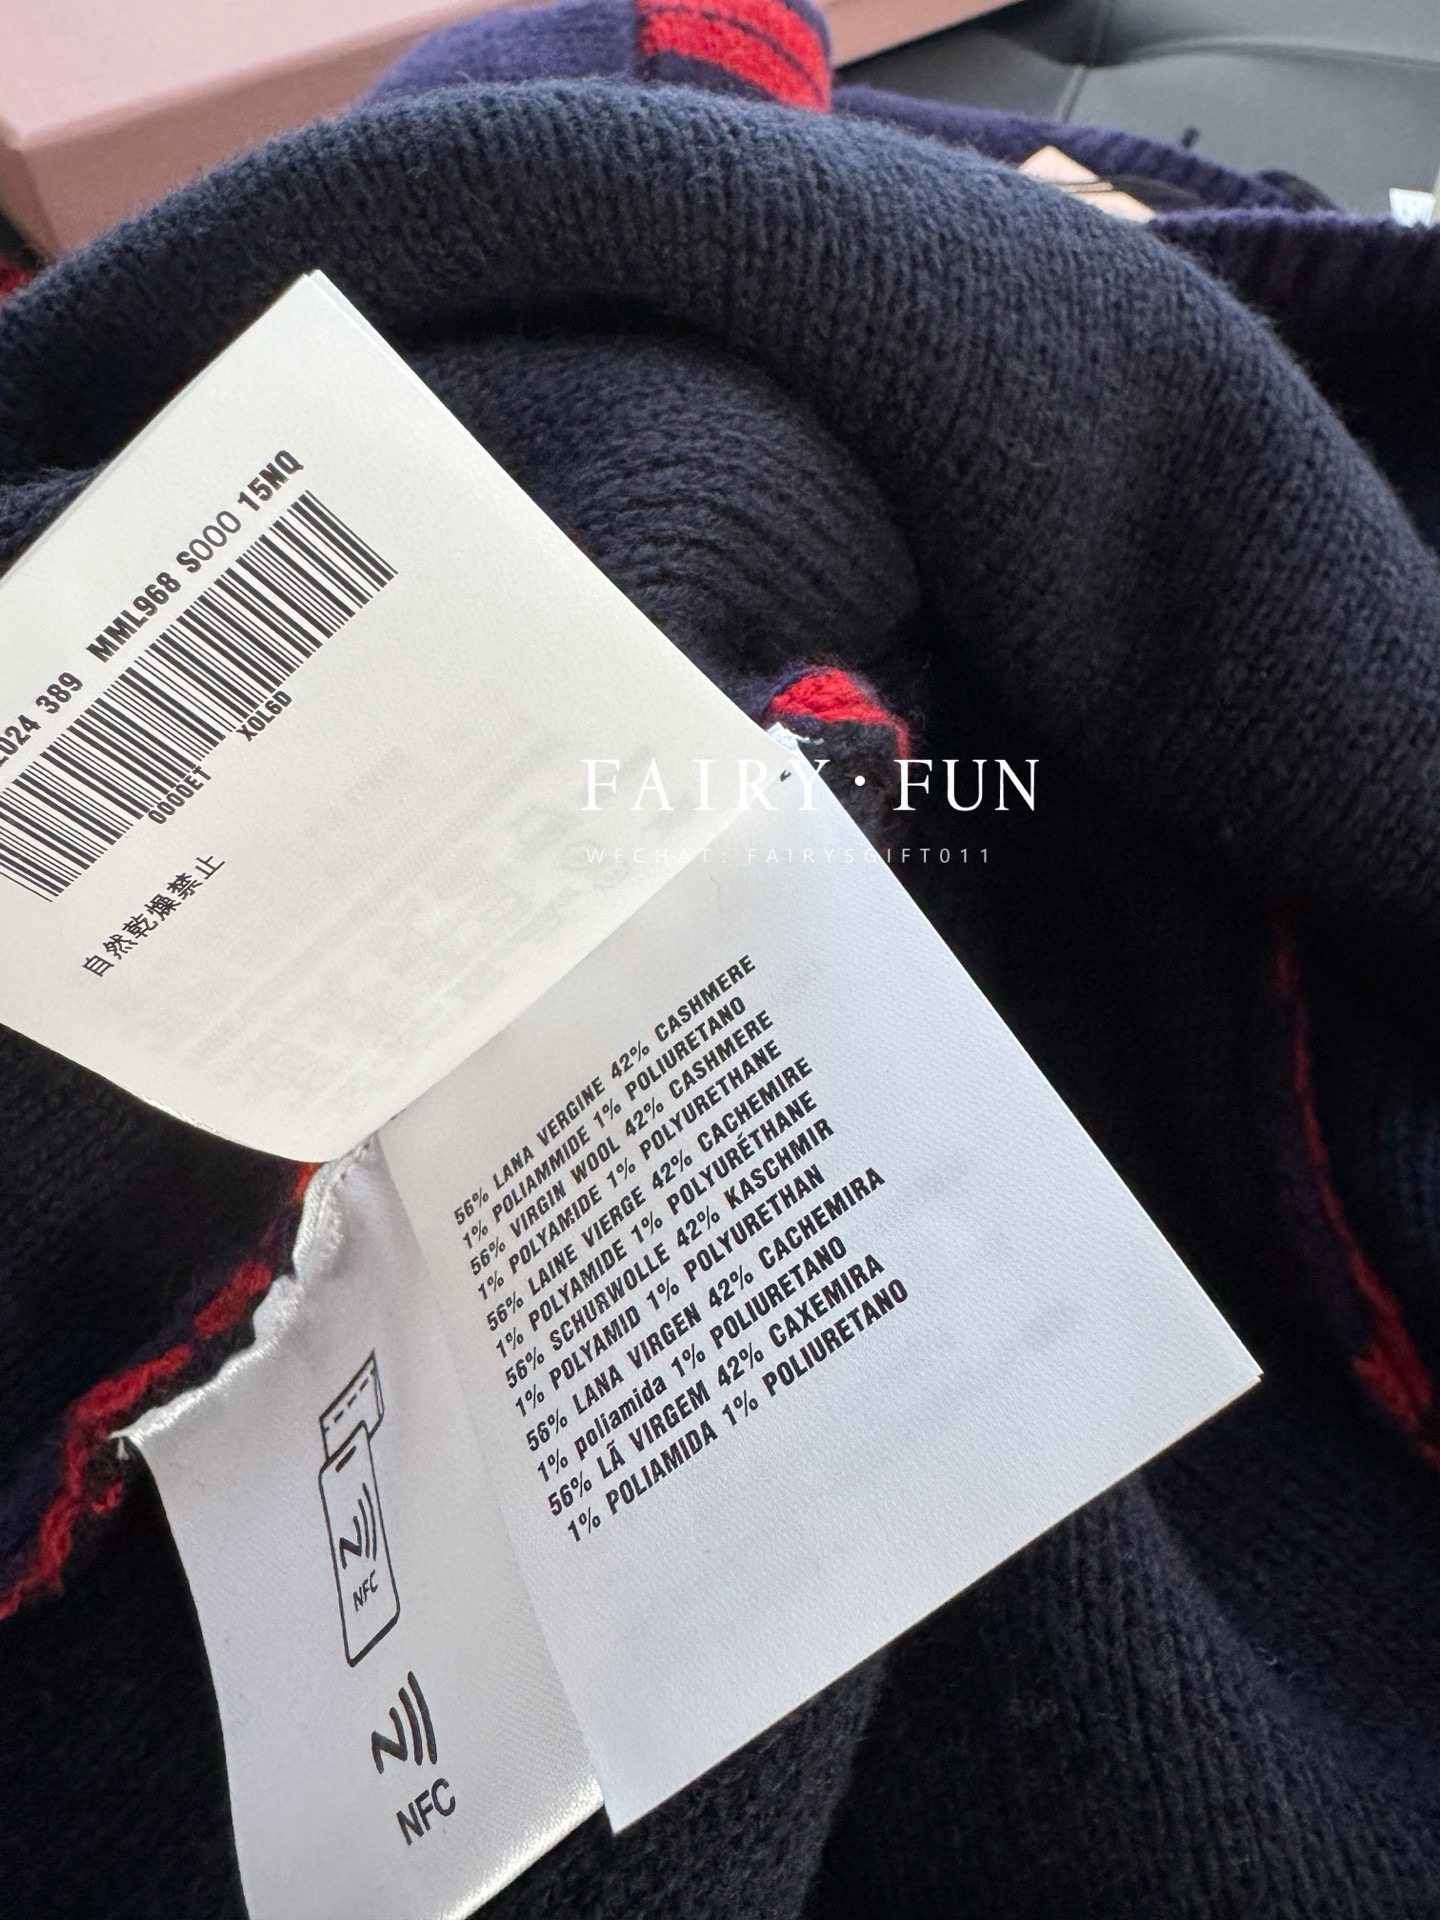 2024 389 MML968 S000 15NQ
0000ET X0L6D
自然乾燥禁止
FAIRY·FUN
WECHAT: FAIRYSGIFT011
56% LANA VERGINE 42% CASHMERE
1% POLIAMMIDE 1% POLIURETANO
56% VIRGIN WOOL 42% CASHMERE
1% POLYAMIDE 1% POLYURETHANE
56% LAINE VIERGE 42% CACHEMIRE
1% POLYAMIDE 1% POLYURÉTHANE
56% SCHURWOLLE 42% KASCHMIR
1% POLYAMID 1% POLYURETHAN
56% LANA VIRGEN 42% CACHEMIRA
1% poliamida 1% POLIURETANO
56% LÃ VIRGEM 42% CAXEMIRA
1% POLIAMIDA 1% POLIURETANO
NFC
NFC